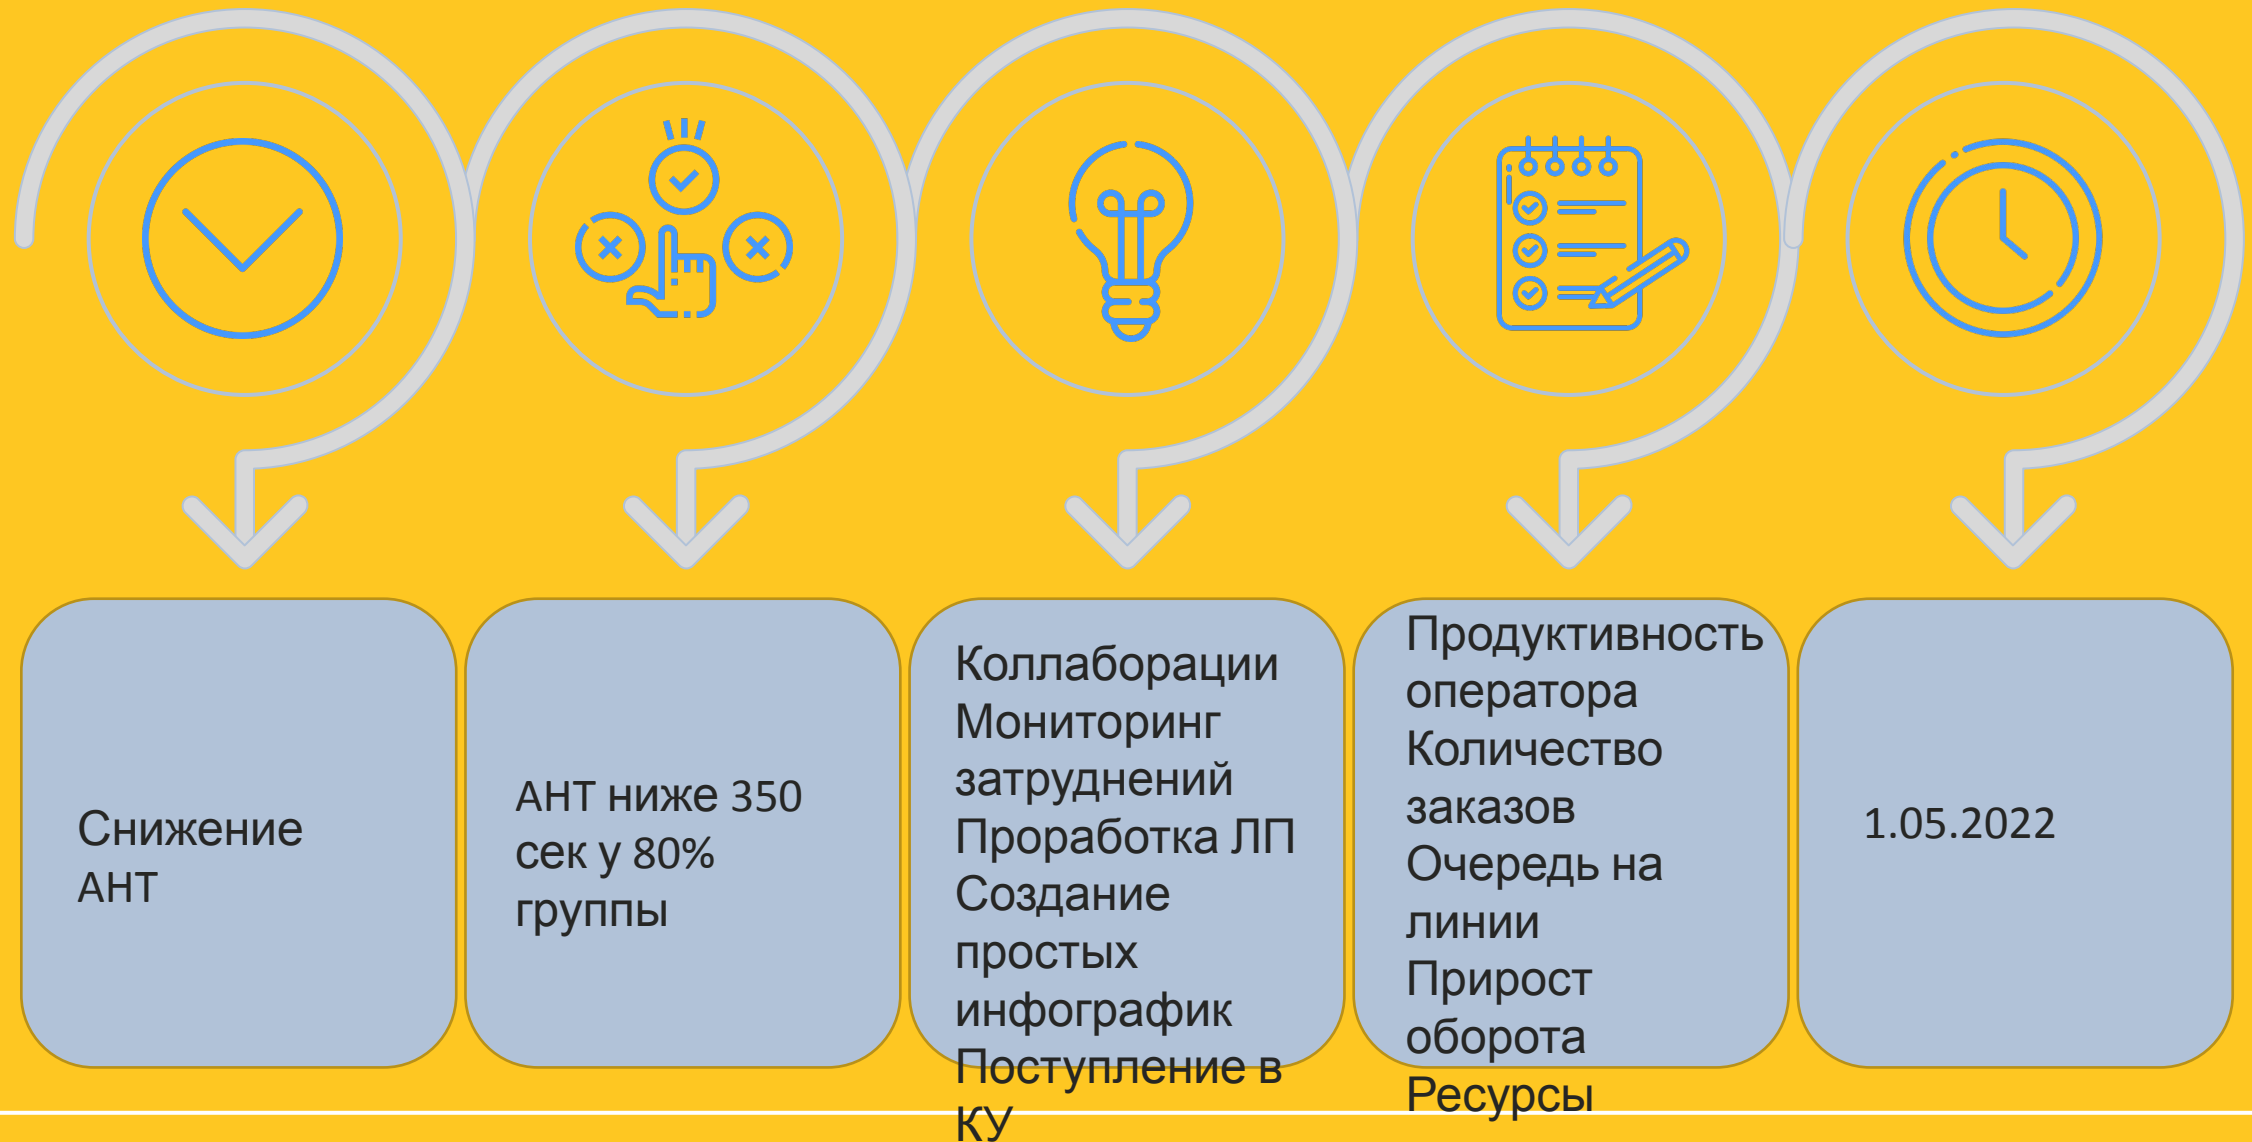 Снижение
АНТ
АНТ ниже 350
сек у 80%
группы
Коллаборации
Мониторинг
затруднений
Проработка ЛП
Создание
простых
инфографик
Поступление в
КУ
Продуктивность
оператора
Количество
заказов
Очередь на
линии
Прирост
оборота
Ресурсы
1.05.2022